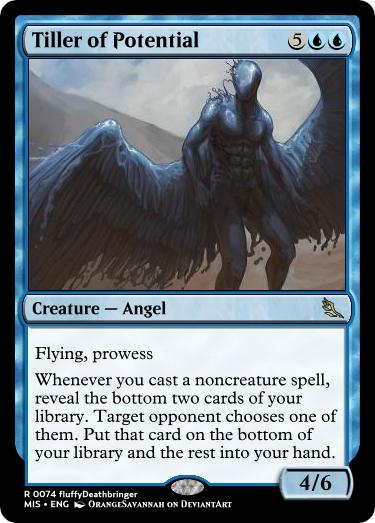 Tiller of Potential 5
Creature — Angel
Flying, prowess
Whenever you cast a noncreature spell,
reveal the bottom two cards of your
library. Target opponent chooses one of
them. Put that card on the bottom of
your library and the rest into your hand.
4/6
R 0074 fluffyDeathbringer
MIS • ENG OrangeSavannah on DeviantArt